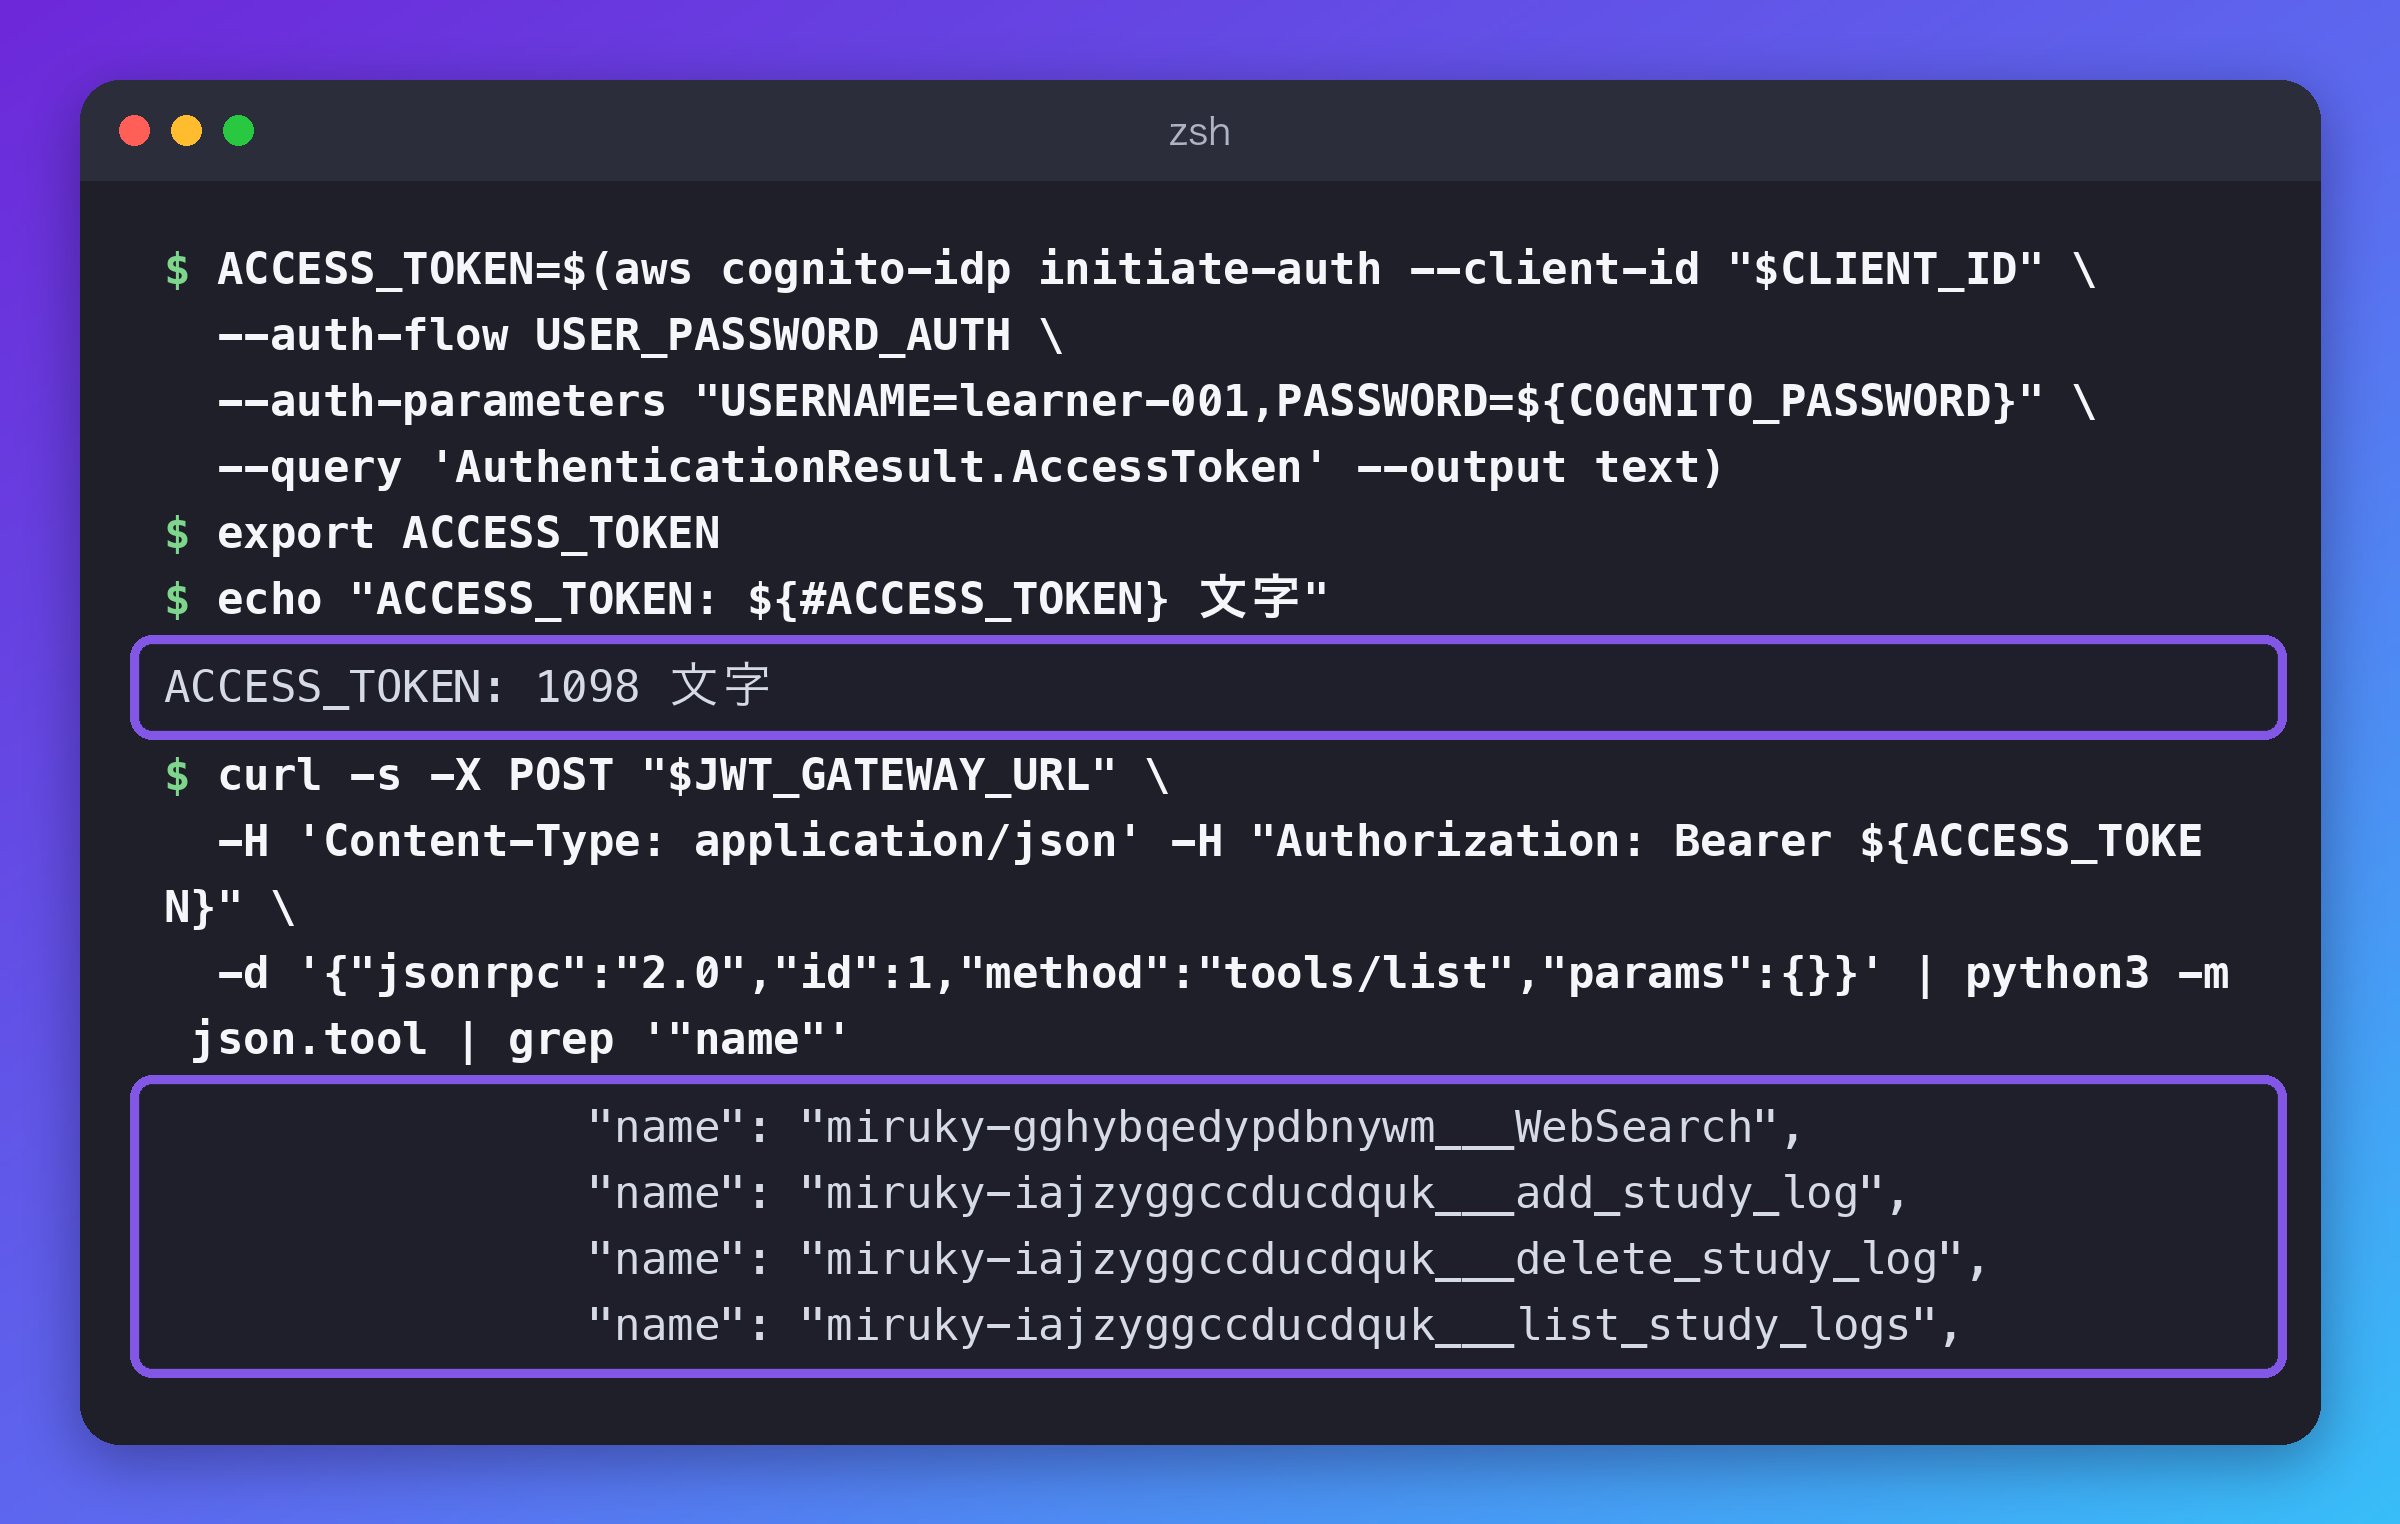 zsh
$ ACCESS_TOKEN=$(aws cognito-idp initiate-auth --client-id "$CLIENT_ID" \
  --auth-flow USER_PASSWORD_AUTH \
  --auth-parameters "USERNAME=learner-001,PASSWORD=${COGNITO_PASSWORD}" \
  --query 'AuthenticationResult.AccessToken' --output text)
$ export ACCESS_TOKEN
$ echo "ACCESS_TOKEN: ${#ACCESS_TOKEN} 文字"
ACCESS_TOKEN: 1098 文字
$ curl -s -X POST "$JWT_GATEWAY_URL" \
  -H 'Content-Type: application/json' -H "Authorization: Bearer ${ACCESS_TOKE
N}" \
  -d '{"jsonrpc":"2.0","id":1,"method":"tools/list","params":{}}' | python3 -m
 json.tool | grep '"name"'
                "name": "miruky-gghybqedypdbnywm___WebSearch",
                "name": "miruky-iajzyggccducdquk___add_study_log",
                "name": "miruky-iajzyggccducdquk___delete_study_log",
                "name": "miruky-iajzyggccducdquk___list_study_logs",